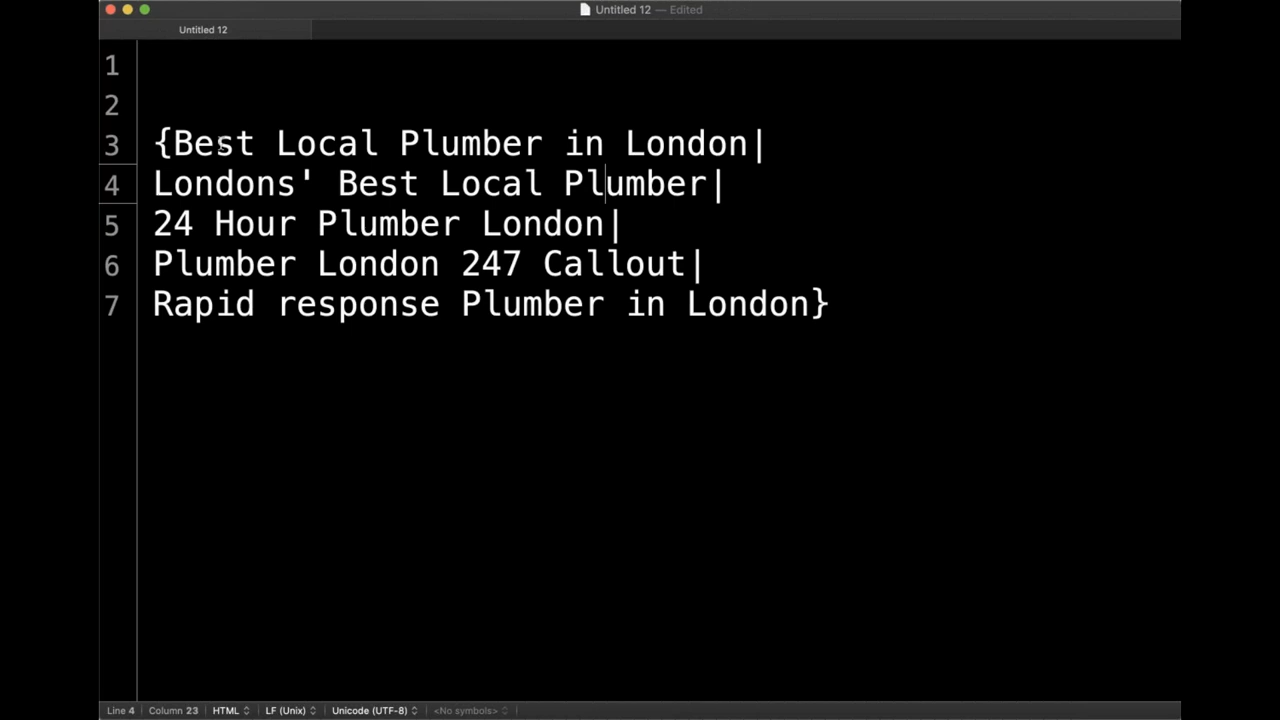 Untitled 12 — Edited
Untitled 12
1
2
3 {Best Local Plumber in London|
4 Londons' Best Local Plumber|
5 24 Hour Plumber London|
6 Plumber London 247 Callout|
7 Rapid response Plumber in London}
Line 4 Column 23 HTML LF (Unix) Unicode (UTF-8) <No symbols>